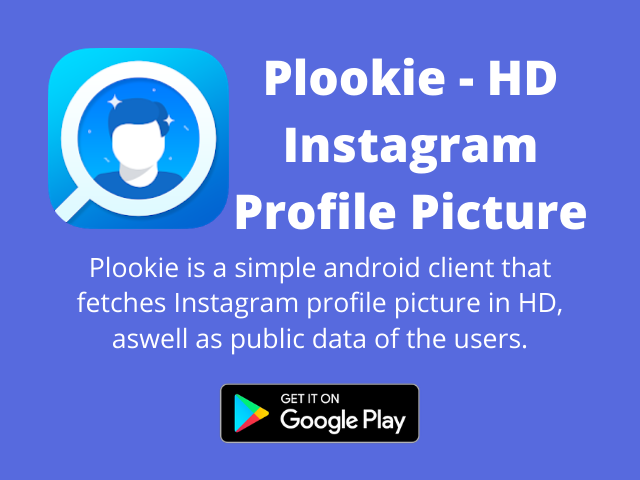 Plookie - HD
Instagram
Profile Picture
Plookie is a simple android client that
fetches Instagram profile picture in HD,
aswell as public data of the users.
GET IT ON
Google Play